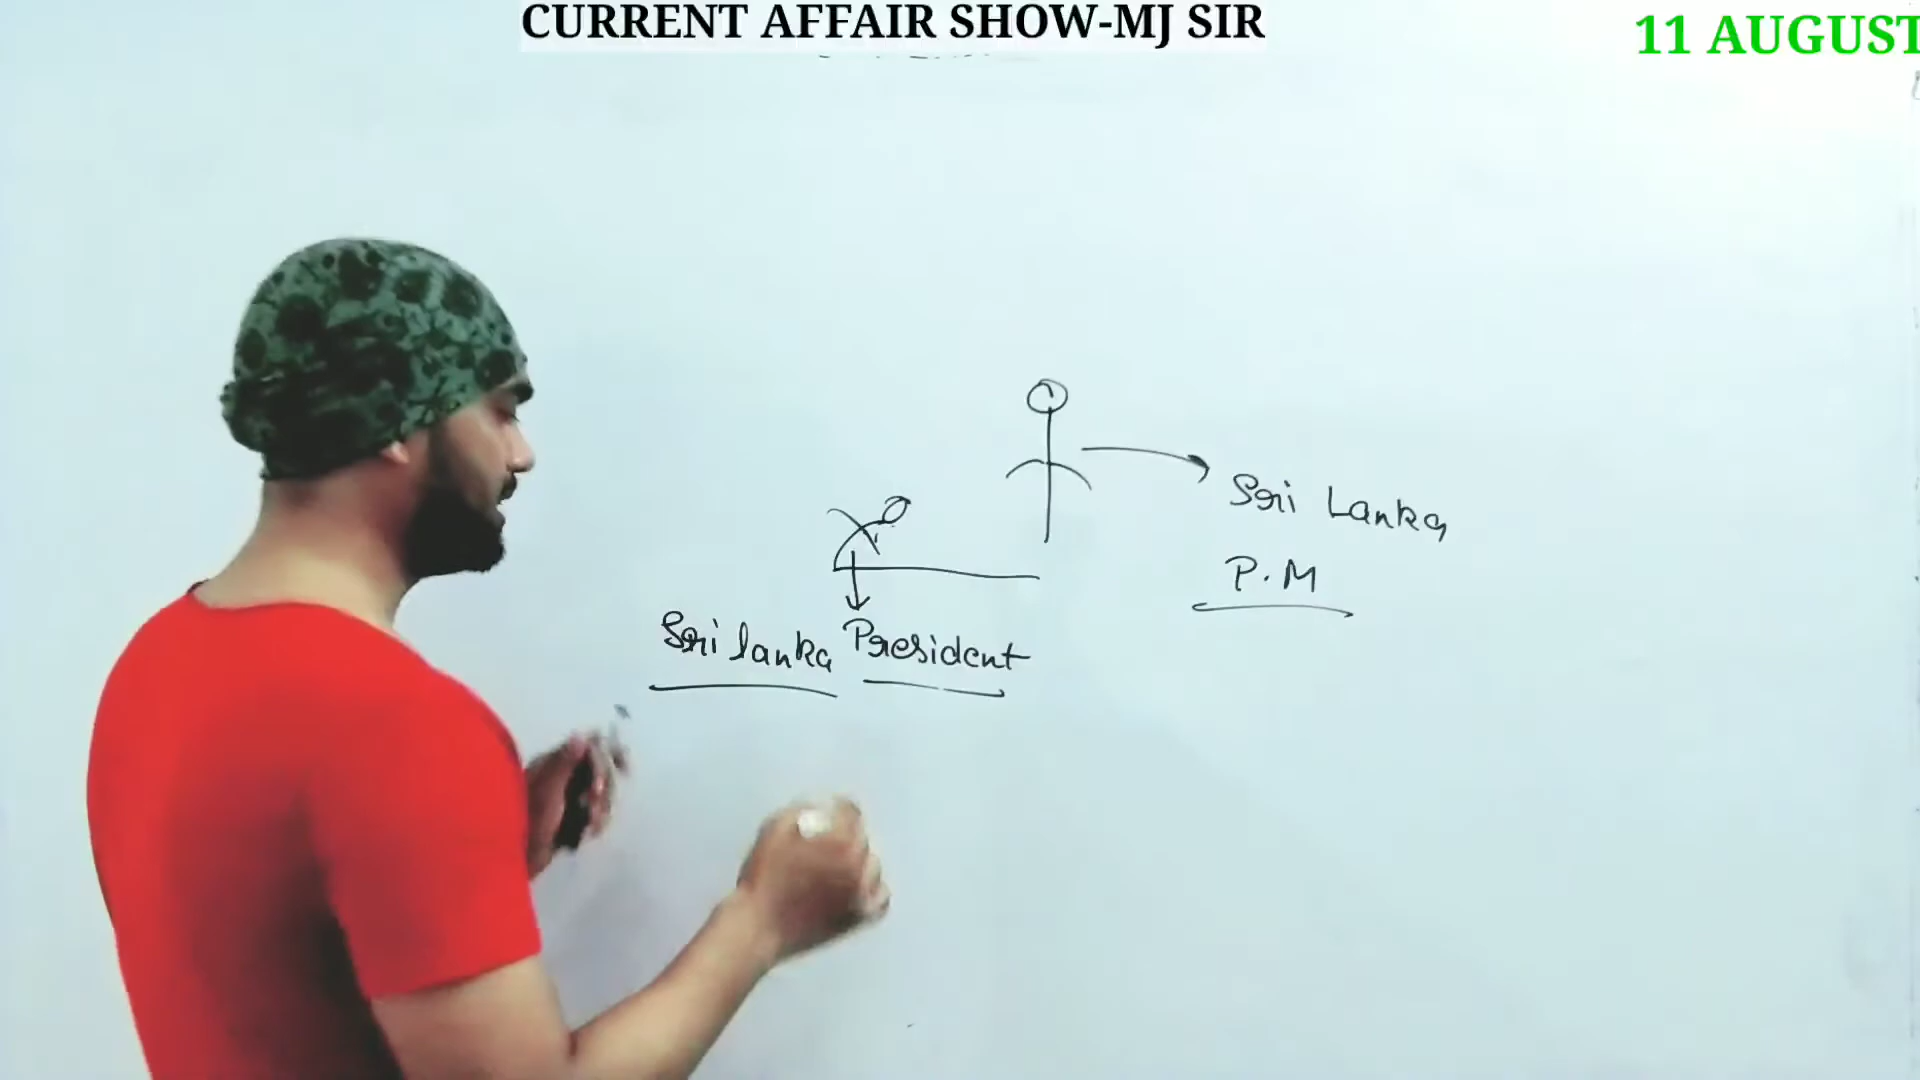 CURRENT AFFAIR SHOW-MJ SIR
11 AUGUST
Sri Lanka
P.M
Sri lanka President